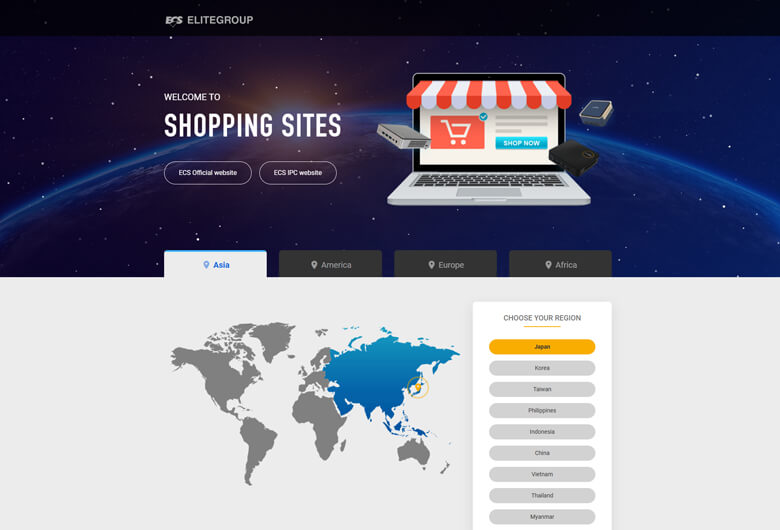 ECS ELITEGROUP
WELCOME TO
SHOPPING SITES
ECS Official website
ECS IPC website
SHOP NOW
Asia
America
Europe
Africa
CHOOSE YOUR REGION
Japan
Korea
Taiwan
Philippines
Indonesia
China
Vietnam
Thailand
Myanmar